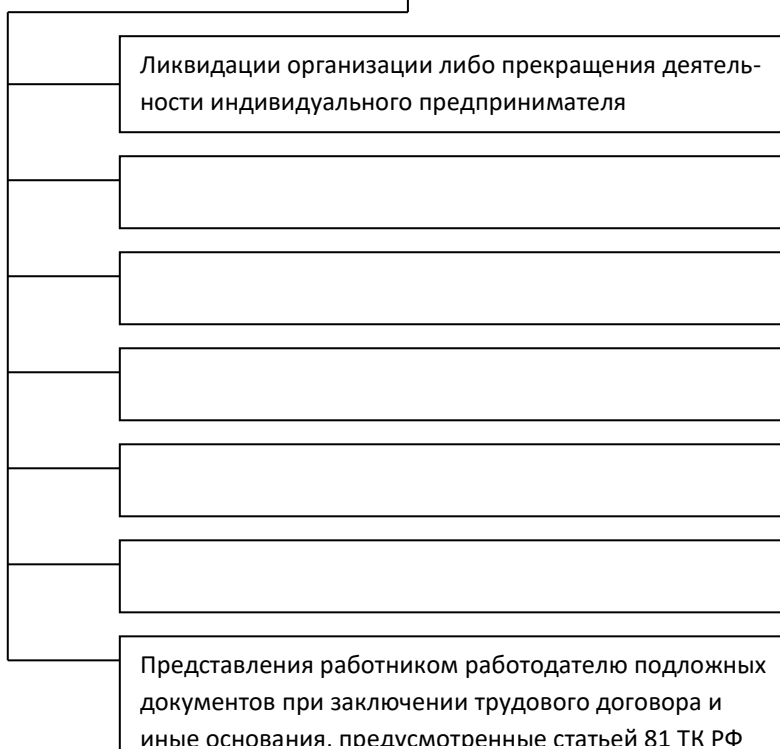 Ликвидации организации либо прекращения деятель-
ности индивидуального предпринимателя
Представления работником работодателю подложных
документов при заключении трудового договора и
иные основания, предусмотренные статьей 81 ТК РФ